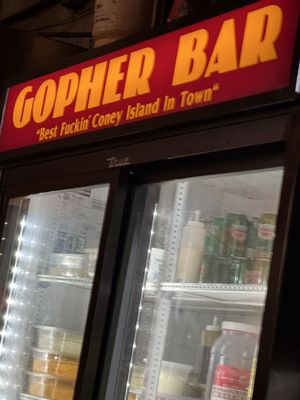 GOPHER BAR
"Best Fuckin' Coney Island In Town"
True